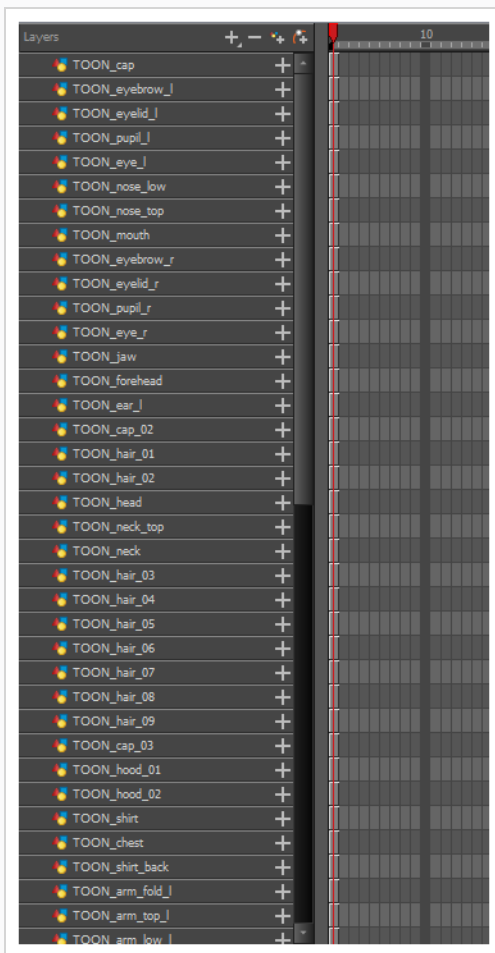 Layers
10
TOON_cap
TOON_eyebrow_l
TOON_eyelid_l
TOON_pupil_l
TOON_eye_l
TOON_nose_low
TOON_nose_top
TOON_mouth
TOON_eyebrow_r
TOON_eyelid_r
TOON_pupil_r
TOON_eye_r
TOON_jaw
TOON_forehead
TOON_ear_l
TOON_cap_02
TOON_hair_01
TOON_hair_02
TOON_head
TOON_neck_top
TOON_neck
TOON_hair_03
TOON_hair_04
TOON_hair_05
TOON_hair_06
TOON_hair_07
TOON_hair_08
TOON_hair_09
TOON_cap_03
TOON_hood_01
TOON_hood_02
TOON_shirt
TOON_chest
TOON_shirt_back
TOON_arm_fold_l
TOON_arm_top_l
TOON_arm_low_l